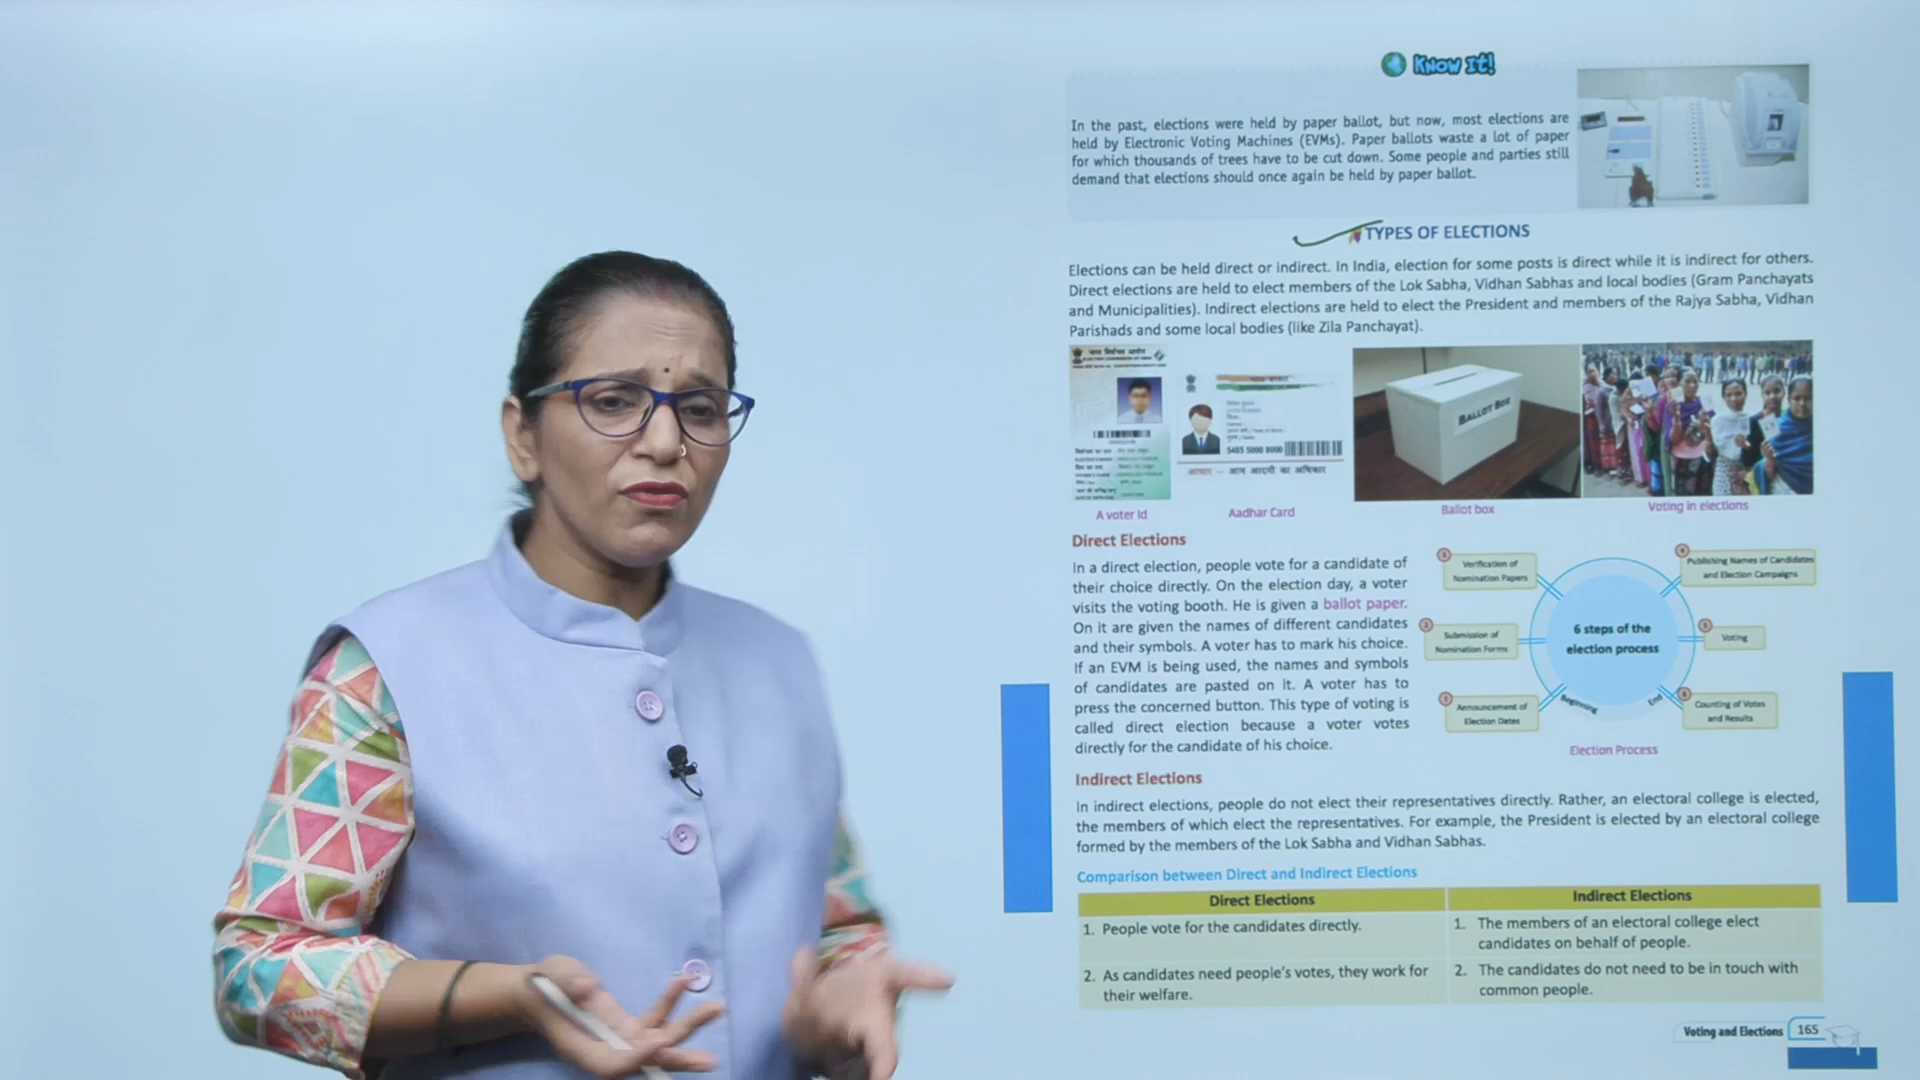 Know It!
In the past, elections were held by paper ballot, but now, most elections are
held by Electronic Voting Machines (EVMs). Paper ballots waste a lot of paper
for which thousands of trees have to be cut down. Some people and parties still
demand that elections should once again be held by paper ballot.
TYPES OF ELECTIONS
Elections can be held direct or indirect. In India, election for some posts is direct while it is indirect for others.
Direct elections are held to elect members of the Lok Sabha, Vidhan Sabhas and local bodies (Gram Panchayats
and Municipalities). Indirect elections are held to elect the President and members of the Rajya Sabha, Vidhan
Parishads and some local bodies (like Zila Panchayat).
5485 5000 8000
आधार – आम आदमी का अधिकार
BALLOT BOX
A voter Id
Aadhar Card
Ballot box
Voting in elections
Direct Elections
In a direct election, people vote for a candidate of
their choice directly. On the election day, a voter
visits the voting booth. He is given a ballot paper.
On it are given the names of different candidates
and their symbols. A voter has to mark his choice.
If an EVM is being used, the names and symbols
of candidates are pasted on it. A voter has to
press the concerned button. This type of voting is
called direct election because a voter votes
directly for the candidate of his choice.
3
Verification of
Nomination Papers
4
Publishing Names of Candidates
and Election Campaigns
2
Submission of
Nomination Forms
6 steps of the
election process
5
Voting
1
Announcement of
Election Dates
Beginning
End
6
Counting of Votes
and Results
Election Process
Indirect Elections
In indirect elections, people do not elect their representatives directly. Rather, an electoral college is elected,
the members of which elect the representatives. For example, the President is elected by an electoral college
formed by the members of the Lok Sabha and Vidhan Sabhas.
Comparison between Direct and Indirect Elections
Direct Elections
Indirect Elections
1. People vote for the candidates directly.
1. The members of an electoral college elect
candidates on behalf of people.
2. As candidates need people's votes, they work for
their welfare.
2. The candidates do not need to be in touch with
common people.
Voting and Elections 165